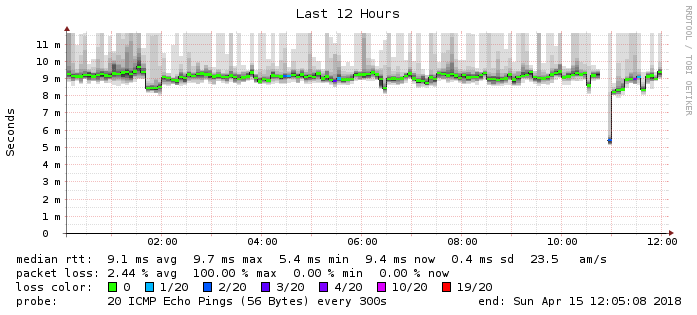 Last 12 Hours
RRDTOOL / TOBI OETIKER
Seconds
11 m
10 m
9 m
8 m
7 m
6 m
5 m
4 m
3 m
2 m
1 m
0
02:00 04:00 06:00 08:00 10:00 12:00
median rtt: 9.1 ms avg 9.7 ms max 5.4 ms min 9.4 ms now 0.4 ms sd 23.5 am/s
packet loss: 2.44 % avg 100.00 % max 0.00 % min 0.00 % now
loss color: 0 1/20 2/20 3/20 4/20 10/20 19/20
probe: 20 ICMP Echo Pings (56 Bytes) every 300s end: Sun Apr 15 12:05:08 2018